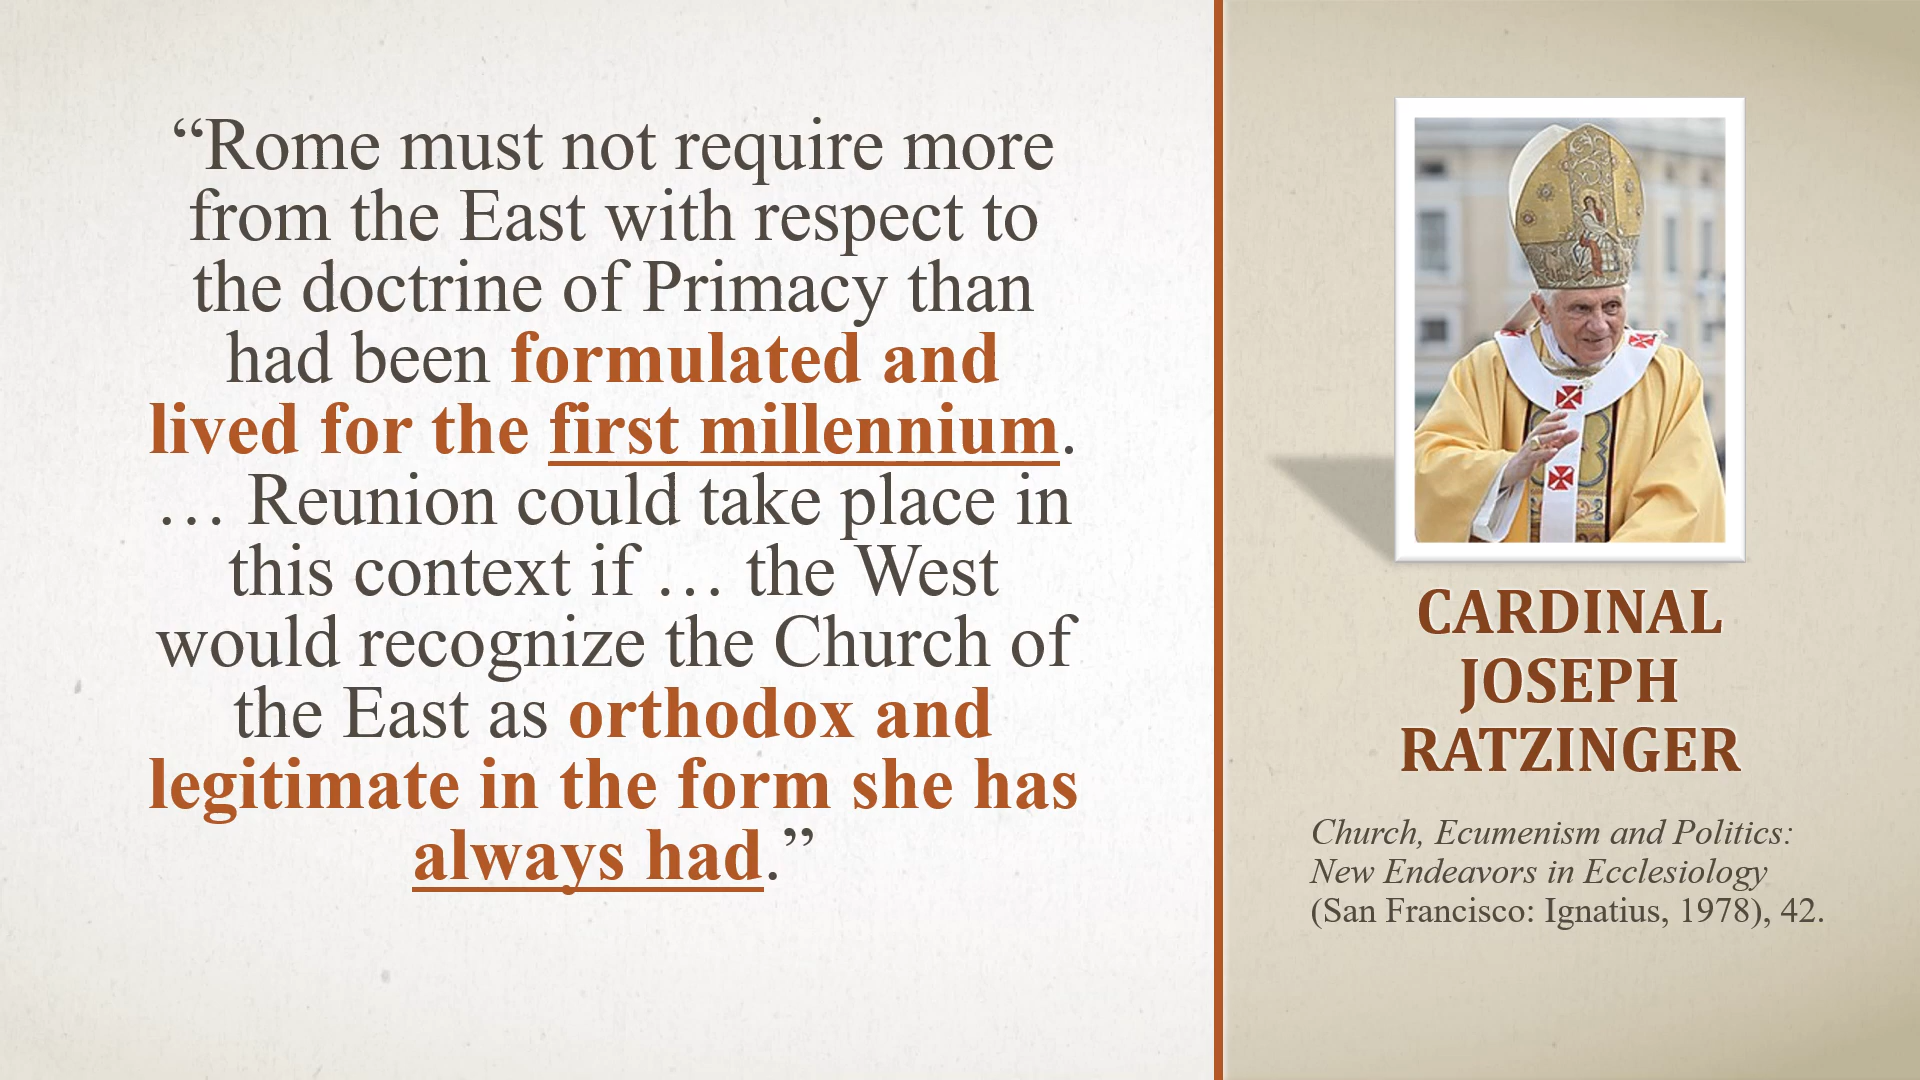 “Rome must not require more
from the East with respect to
the doctrine of Primacy than
had been formulated and
lived for the first millennium.
… Reunion could take place in
this context if … the West
would recognize the Church of
the East as orthodox and
legitimate in the form she has
always had.”
CARDINAL
JOSEPH
RATZINGER
Church, Ecumenism and Politics:
New Endeavors in Ecclesiology
(San Francisco: Ignatius, 1978), 42.